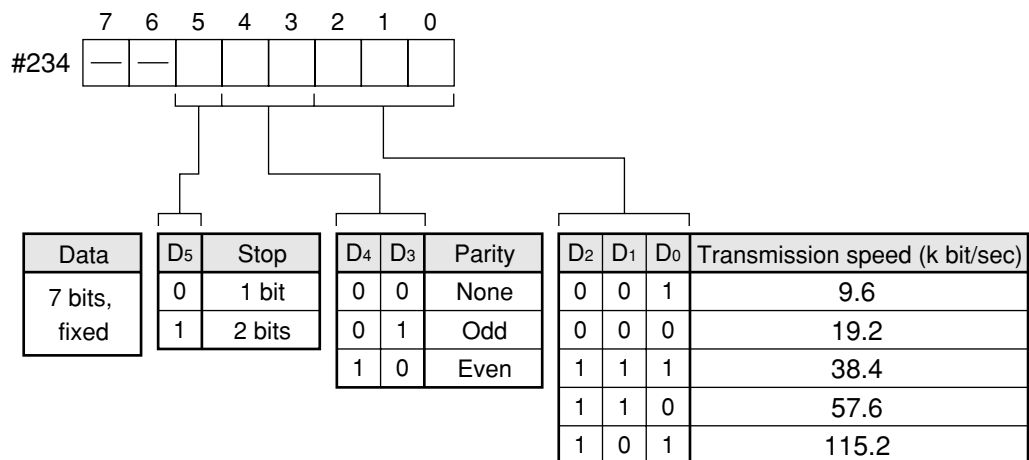 7 6 5 4 3 2 1 0
#234 — —
Data
7 bits,
fixed
D5 Stop
0 1 bit
1 2 bits
D4 D3 Parity
0 0 None
0 1 Odd
1 0 Even
D2 D1 D0 Transmission speed (k bit/sec)
0 0 1 9.6
0 0 0 19.2
1 1 1 38.4
1 1 0 57.6
1 0 1 115.2